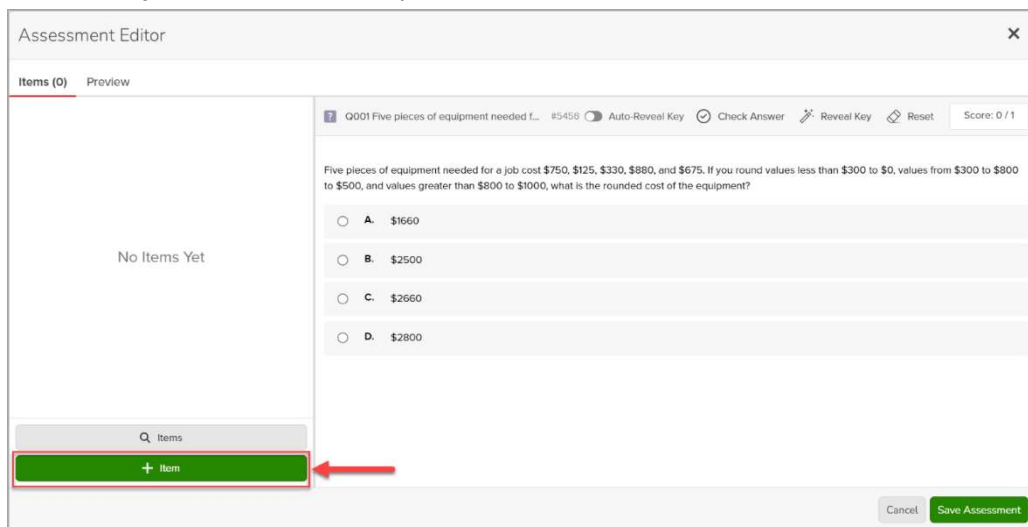 Assessment Editor
Items (0) Preview
Q001 Five pieces of equipment needed f... #5458 Auto-Reveal Key Check Answer Reveal Key Reset Score: 0 / 1
Five pieces of equipment needed for a job cost $750, $125, $330, $880, and $675. If you round values less than $300 to $0, values from $300 to $800
to $500, and values greater than $800 to $1000, what is the rounded cost of the equipment?
A. $1660
B. $2500
C. $2660
D. $2800
No Items Yet
Items
+ Item
Cancel Save Assessment